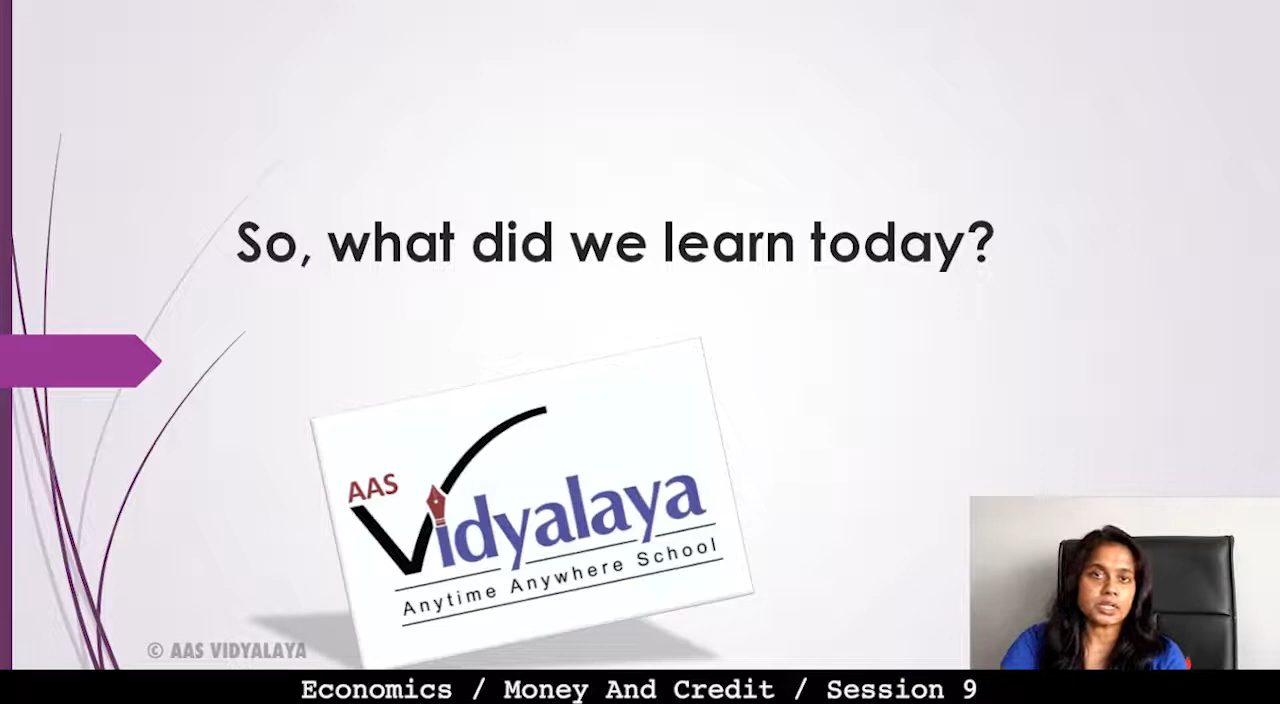 So, what did we learn today?
AAS
Vidyalaya
Anytime Anywhere School
© AAS VIDYALAYA
Economics / Money And Credit / Session 9